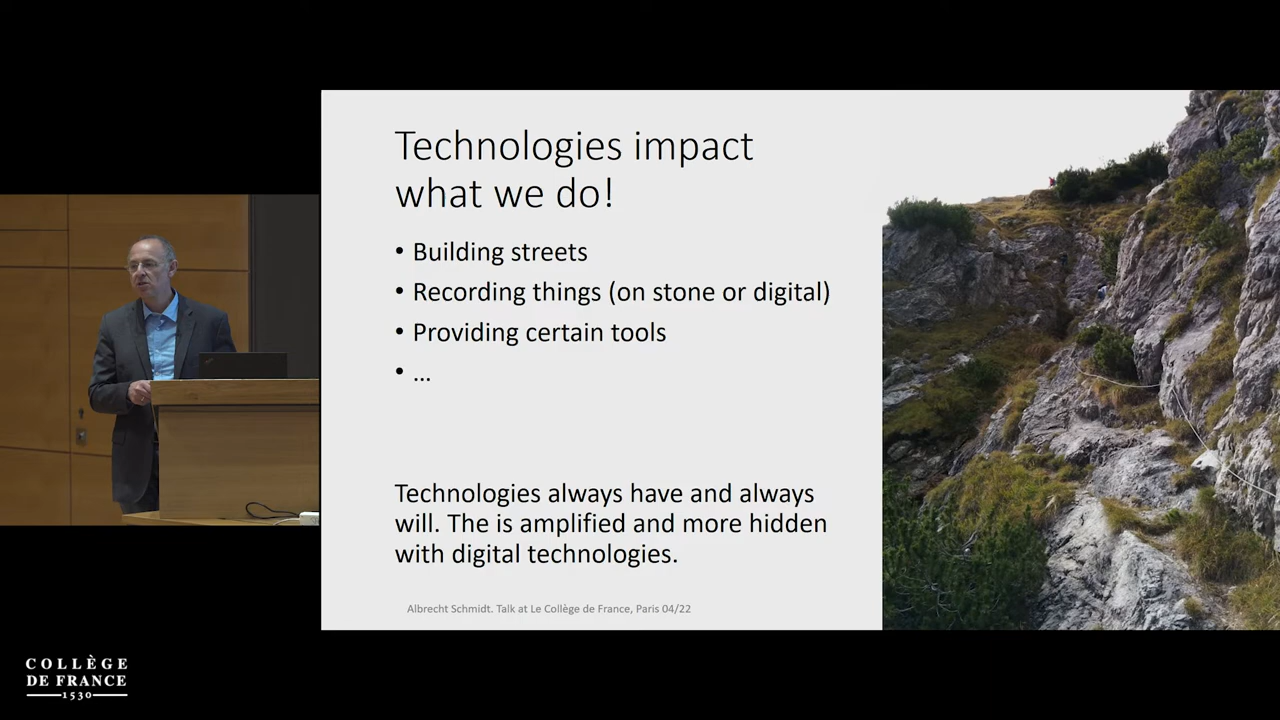 Technologies impact
what we do!
• Building streets
• Recording things (on stone or digital)
• Providing certain tools
• ...
Technologies always have and always
will. The is amplified and more hidden
with digital technologies.
Albrecht Schmidt. Talk at Le Collège de France, Paris 04/22
COLLÈGE
DE FRANCE
1530